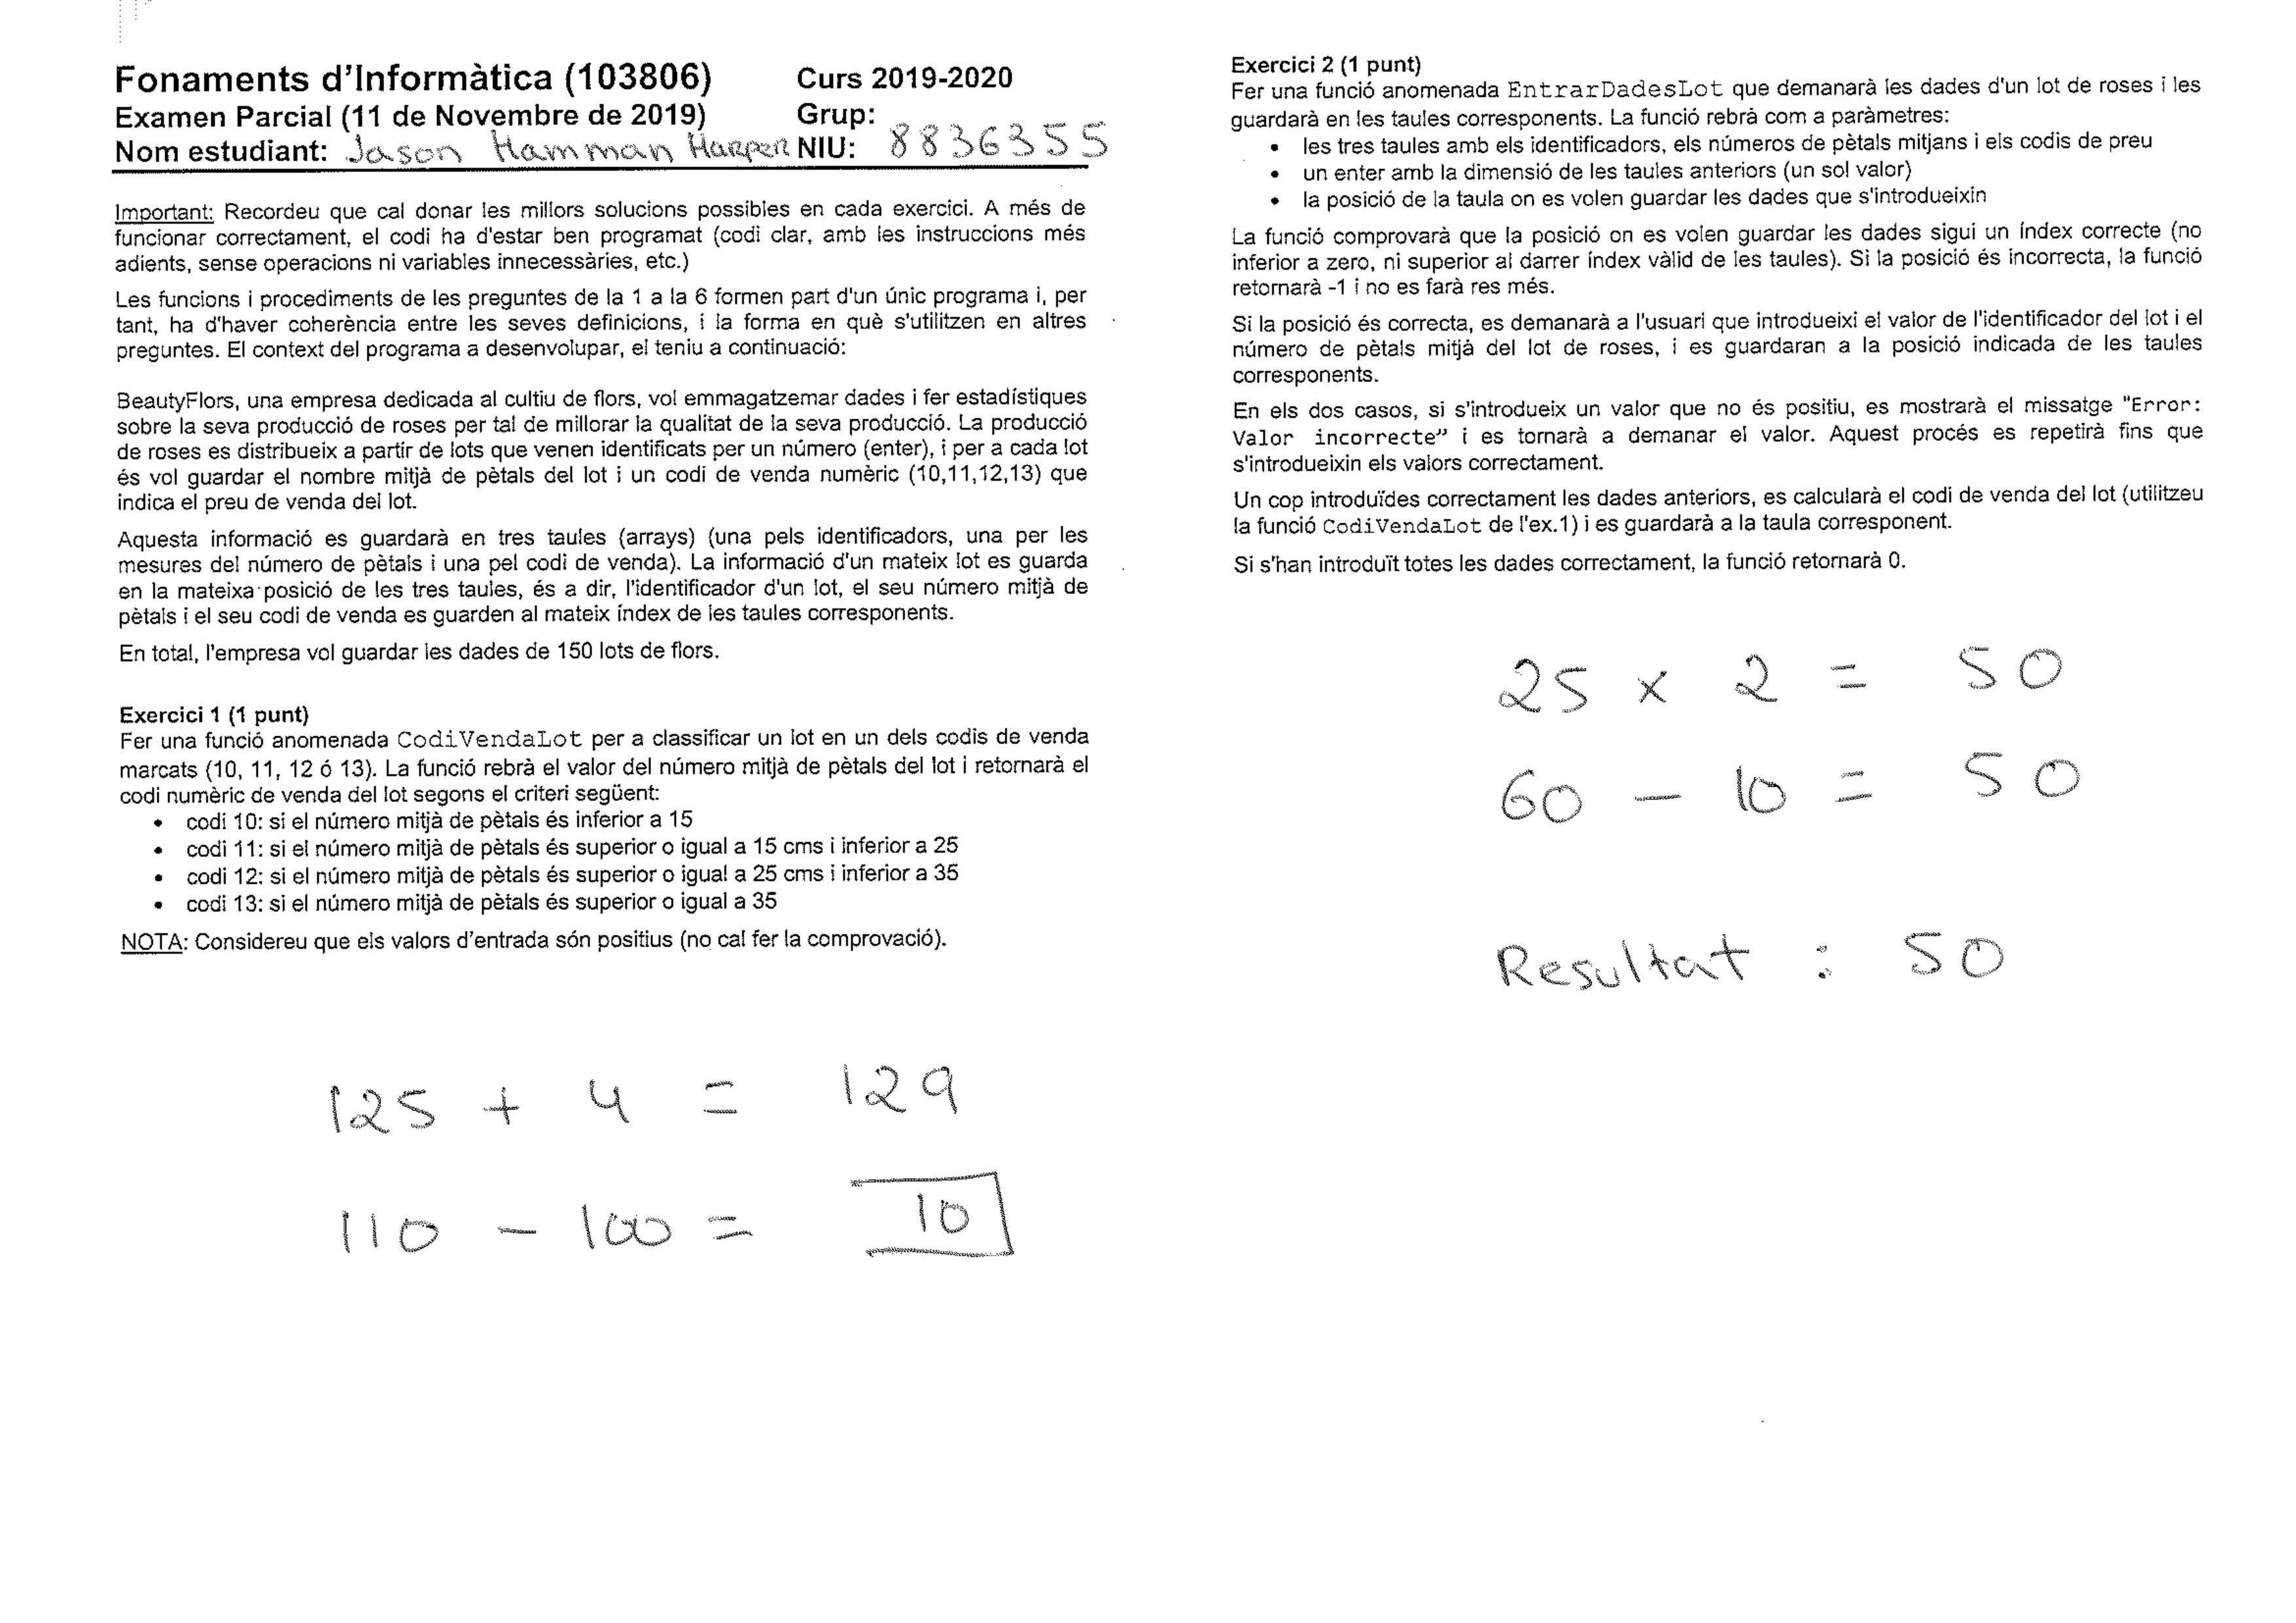 Fonaments d'Informàtica (103806) Curs 2019-2020
Examen Parcial (11 de Novembre de 2019) Grup:
Nom estudiant: Jason Hamman Harper NIU: 8836355
Important: Recordeu que cal donar les millors solucions possibles en cada exercici. A més de
funcionar correctament, el codi ha d'estar ben programat (codi clar, amb les instruccions més
adients, sense operacions ni variables innecessàries, etc.)
Les funcions i procediments de les preguntes de la 1 a la 6 formen part d'un únic programa i, per
tant, ha d'haver coherència entre les seves definicions, i la forma en què s'utilitzen en altres
preguntes. El context del programa a desenvolupar, el teniu a continuació:
BeautyFlors, una empresa dedicada al cultiu de flors, vol emmagatzemar dades i fer estadístiques
sobre la seva producció de roses per tal de millorar la qualitat de la seva producció. La producció
de roses es distribueix a partir de lots que venen identificats per un número (enter), i per a cada lot
és vol guardar el nombre mitjà de pètals del lot i un codi de venda numèric (10,11,12,13) que
indica el preu de venda del lot.
Aquesta informació es guardarà en tres taules (arrays) (una pels identificadors, una per les
mesures del número de pètals i una pel codi de venda). La informació d'un mateix lot es guarda
en la mateixa posició de les tres taules, és a dir, l'identificador d'un lot, el seu número mitjà de
pètals i el seu codi de venda es guarden al mateix índex de les taules corresponents.
En total, l'empresa vol guardar les dades de 150 lots de flors.
Exercici 1 (1 punt)
Fer una funció anomenada CodiVendaLot per a classificar un lot en un dels codis de venda
marcats (10, 11, 12 ó 13). La funció rebrà el valor del número mitjà de pètals del lot i retornarà el
codi numèric de venda del lot segons el criteri següent:
• codi 10: si el número mitjà de pètals és inferior a 15
• codi 11: si el número mitjà de pètals és superior o igual a 15 cms i inferior a 25
• codi 12: si el número mitjà de pètals és superior o igual a 25 cms i inferior a 35
• codi 13: si el número mitjà de pètals és superior o igual a 35
NOTA: Considereu que els valors d'entrada són positius (no cal fer la comprovació).
125 + 4 = 129
110 - 100 = 10
Exercici 2 (1 punt)
Fer una funció anomenada EntrarDadesLot que demanarà les dades d'un lot de roses i les
guardarà en les taules corresponents. La funció rebrà com a paràmetres:
• les tres taules amb els identificadors, els números de pètals mitjans i els codis de preu
• un enter amb la dimensió de les taules anteriors (un sol valor)
• la posició de la taula on es volen guardar les dades que s'introdueixin
La funció comprovarà que la posició on es volen guardar les dades sigui un índex correcte (no
inferior a zero, ni superior al darrer índex vàlid de les taules). Si la posició és incorrecta, la funció
retornarà -1 i no es farà res més.
Si la posició és correcta, es demanarà a l'usuari que introdueixi el valor de l'identificador del lot i el
número de pètals mitjà del lot de roses, i es guardaran a la posició indicada de les taules
corresponents.
En els dos casos, si s'introdueix un valor que no és positiu, es mostrarà el missatge "Error:
Valor incorrecte" i es tornarà a demanar el valor. Aquest procés es repetirà fins que
s'introdueixin els valors correctament.
Un cop introduïdes correctament les dades anteriors, es calcularà el codi de venda del lot (utilitzeu
la funció CodiVendaLot de l'ex.1) i es guardarà a la taula corresponent.
Si s'han introduït totes les dades correctament, la funció retornarà 0.
25 x 2 = 50
60 - 10 = 50
Resultat : 50